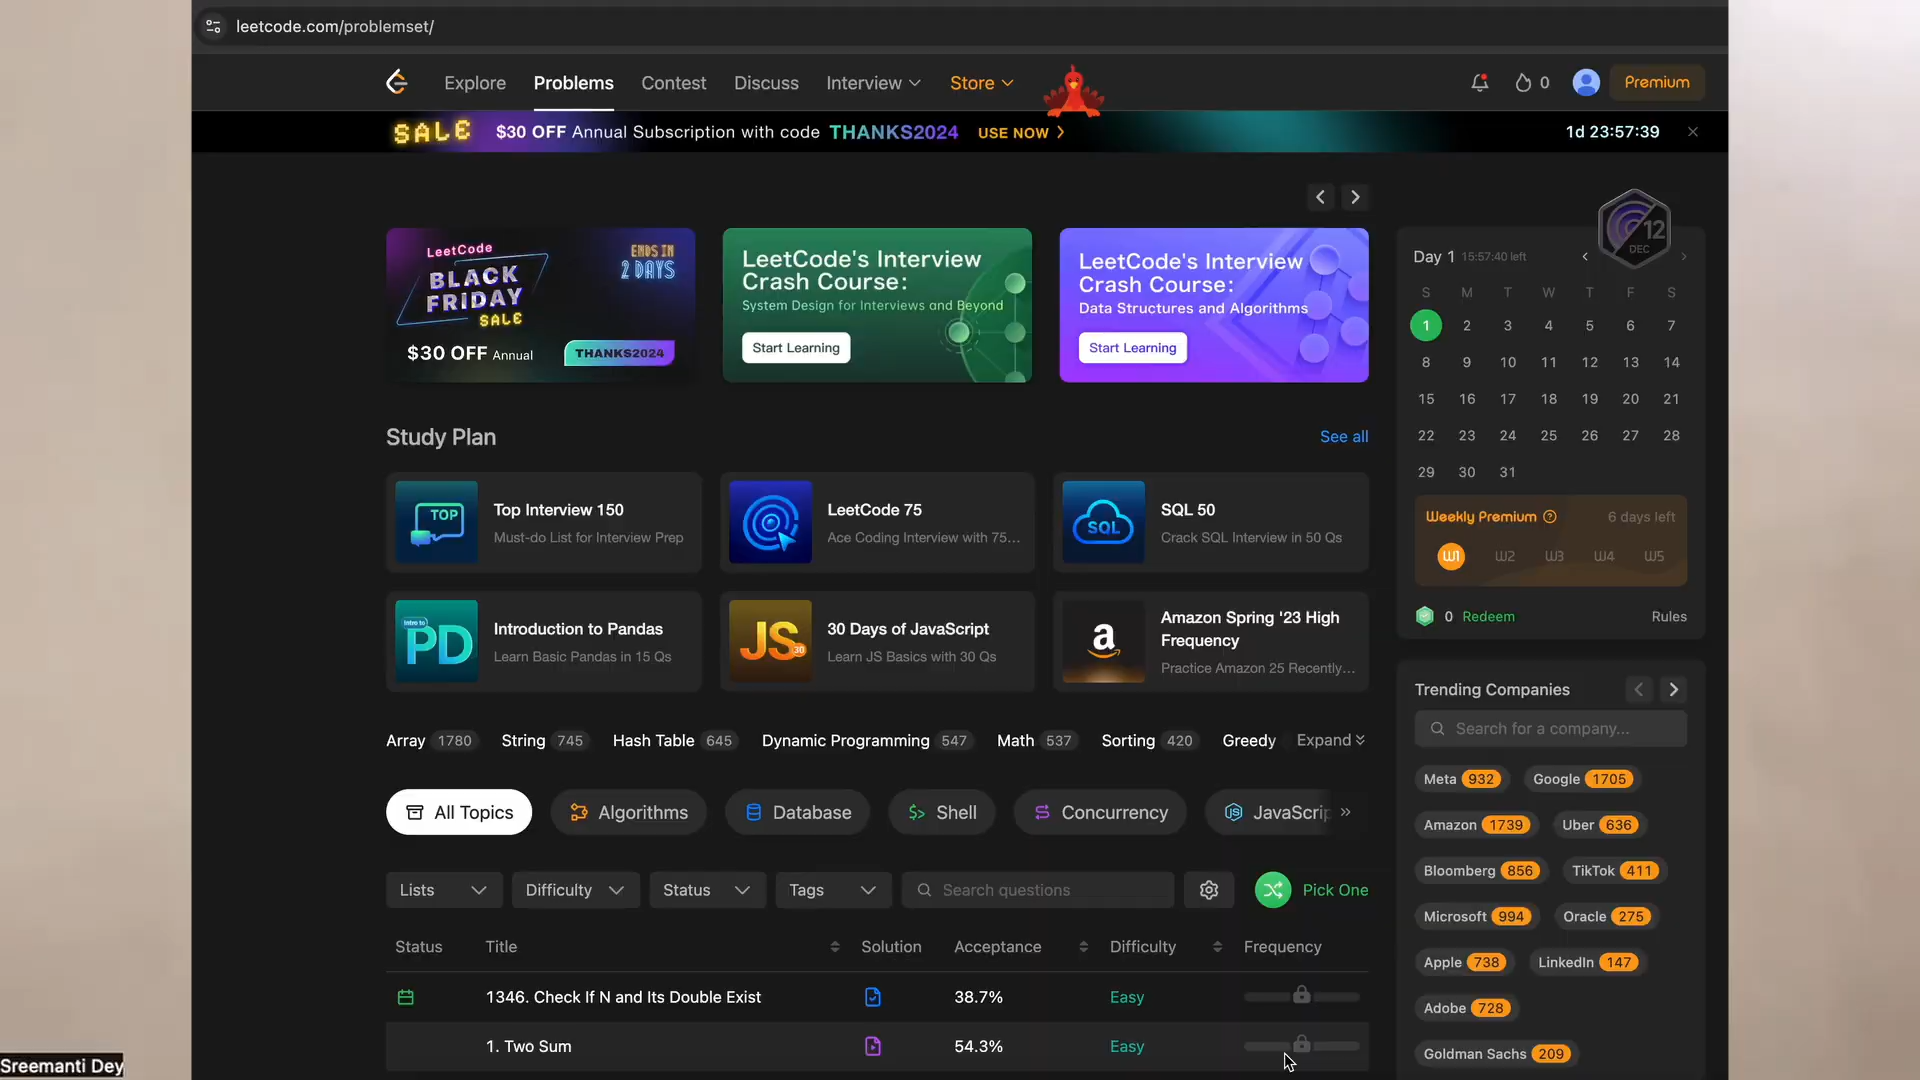 leetcode.com/problemset/
Explore Problems Contest Discuss Interview Store 0 Premium
SALE $30 OFF Annual Subscription with code THANKS2024 USE NOW 1d 23:57:39
LeetCode
BLACK
FRIDAY
SALE
ENDS IN
2 DAYS
$30 OFF Annual THANKS2024
LeetCode's Interview
Crash Course:
System Design for Interviews and Beyond
Start Learning
LeetCode's Interview
Crash Course:
Data Structures and Algorithms
Start Learning
12
DEC
Day 1 15:57:40 left
S M T W T F S
1 2 3 4 5 6 7
8 9 10 11 12 13 14
15 16 17 18 19 20 21
22 23 24 25 26 27 28
29 30 31
Weekly Premium ? 6 days left
W1 W2 W3 W4 W5
0 Redeem Rules
Study Plan See all
TOP
Top Interview 150
Must-do List for Interview Prep
LeetCode 75
Ace Coding Interview with 75...
SQL
SQL 50
Crack SQL Interview in 50 Qs
Intro to
PD
Introduction to Pandas
Learn Basic Pandas in 15 Qs
JS
30
30 Days of JavaScript
Learn JS Basics with 30 Qs
a
Amazon Spring '23 High
Frequency
Practice Amazon 25 Recently...
Array 1780 String 745 Hash Table 645 Dynamic Programming 547 Math 537 Sorting 420 Greedy Expand
All Topics Algorithms Database $ Shell Concurrency JS JavaScrip
Lists Difficulty Status Tags Search questions Pick One
Status Title Solution Acceptance Difficulty Frequency
1346. Check If N and Its Double Exist 38.7% Easy
1. Two Sum 54.3% Easy
Trending Companies
Search for a company...
Meta 932 Google 1705
Amazon 1739 Uber 636
Bloomberg 856 TikTok 411
Microsoft 994 Oracle 275
Apple 738 LinkedIn 147
Adobe 728
Goldman Sachs 209
Sreemanti Dey